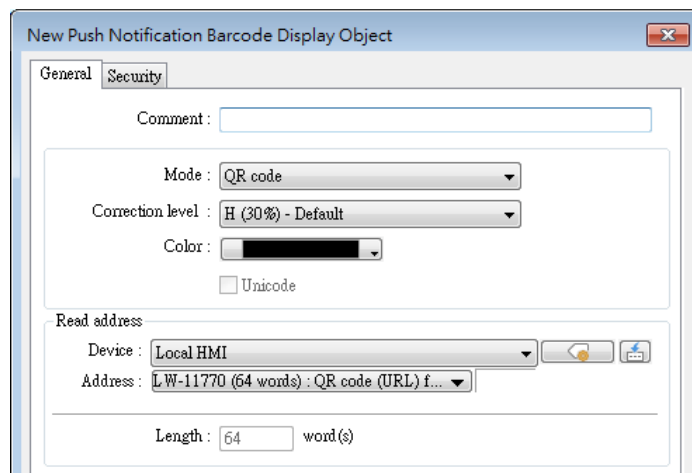 New Push Notification Barcode Display Object
General Security
Comment :
Mode : QR code
Correction level : H (30%) - Default
Color :
Unicode
Read address
Device : Local HMI
Address : LW-11770 (64 words) : QR code (URL) f...
Length : 64 word(s)